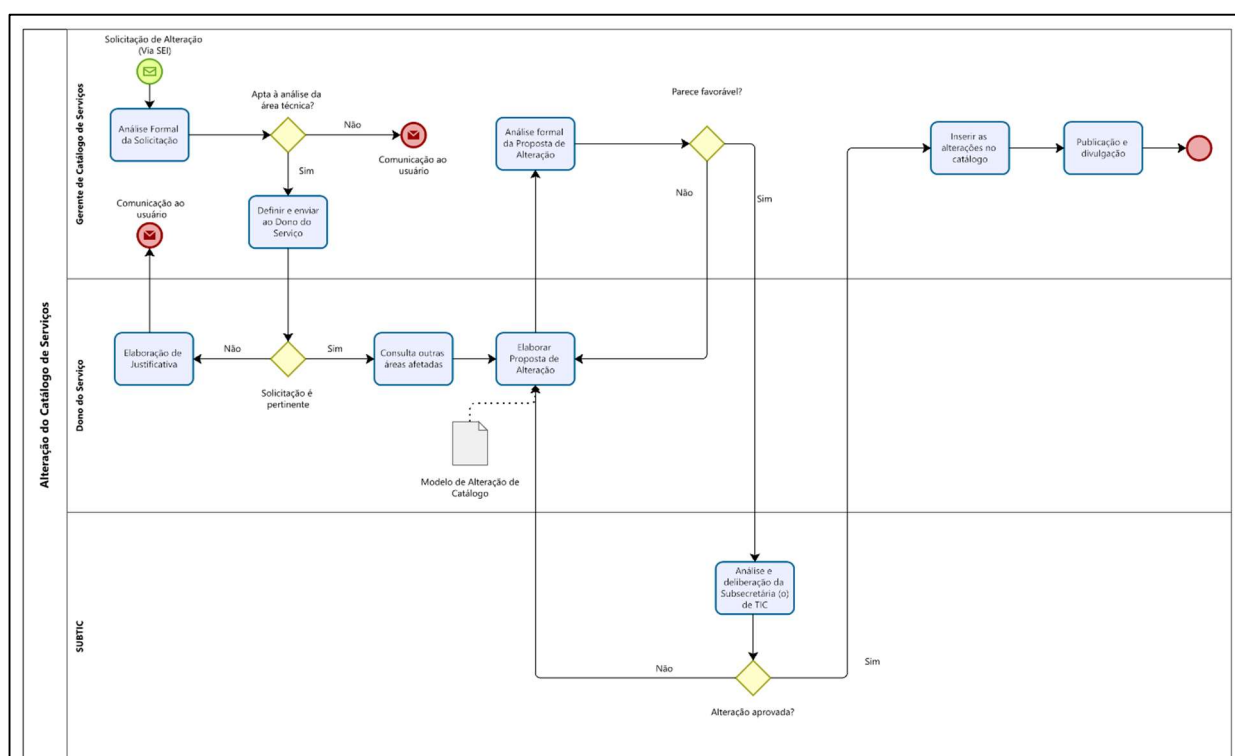 Alteração do Catálogo de Serviços
Gerente de Catálogo de Serviços
Solicitação de Alteração
(Via SEI)
Análise Formal
da Solicitação
Apta à análise da
área técnica?
Não
Comunicação ao
usuário
Sim
Definir e enviar
ao Dono do
Serviço
Comunicação ao
usuário
Análise formal
da Proposta de
Alteração
Parece favorável?
Não
Sim
Inserir as
alterações no
catálogo
Publicação e
divulgação
Dono do Serviço
Elaboração de
Justificativa
Não
Solicitação é
pertinente
Sim
Consulta outras
áreas afetadas
Elaborar
Proposta de
Alteração
Modelo de Alteração de
Catálogo
SUBTIC
Análise e
deliberação da
Subsecretária (o)
de TIC
Não
Alteração aprovada?
Sim